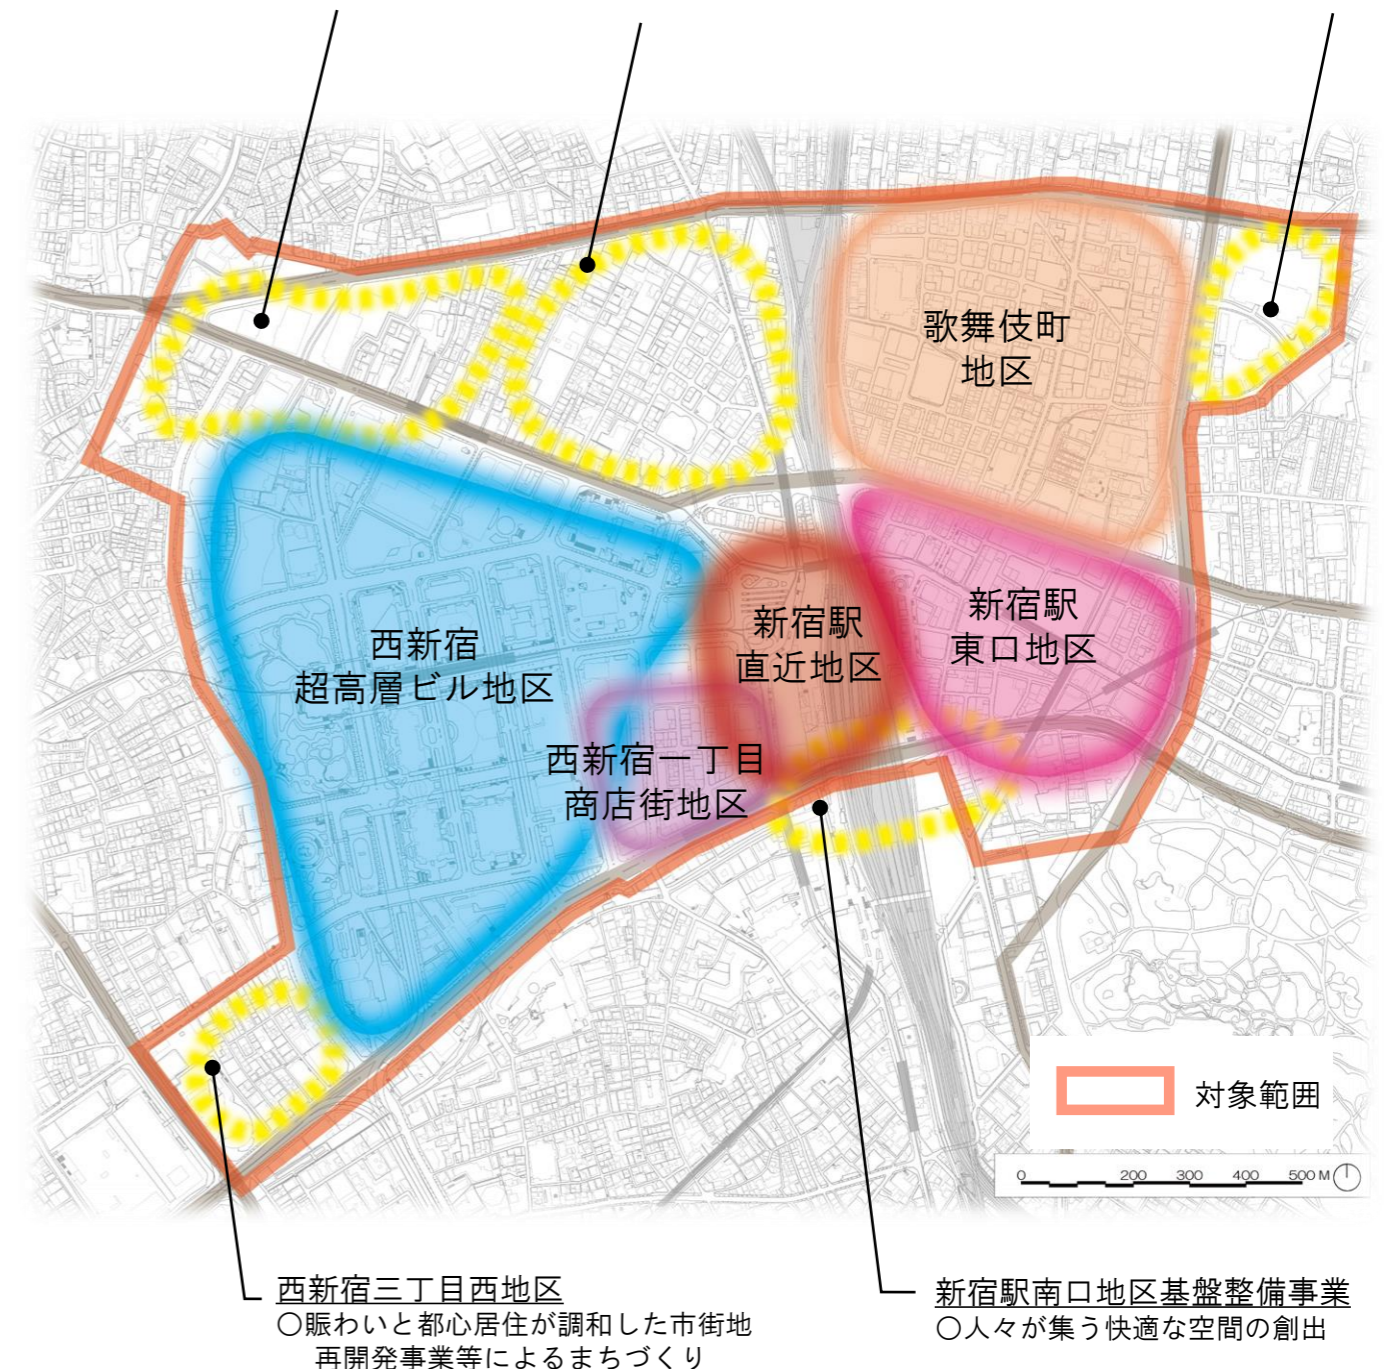 歌舞伎町
地区
新宿駅
東口地区
新宿駅
直近地区
西新宿
超高層ビル地区
西新宿一丁目
商店街地区
対象範囲
0 200 300 400 500 M
西新宿三丁目西地区
○賑わいと都心居住が調和した市街地
再開発事業等によるまちづくり
新宿駅南口地区基盤整備事業
○人々が集う快適な空間の創出